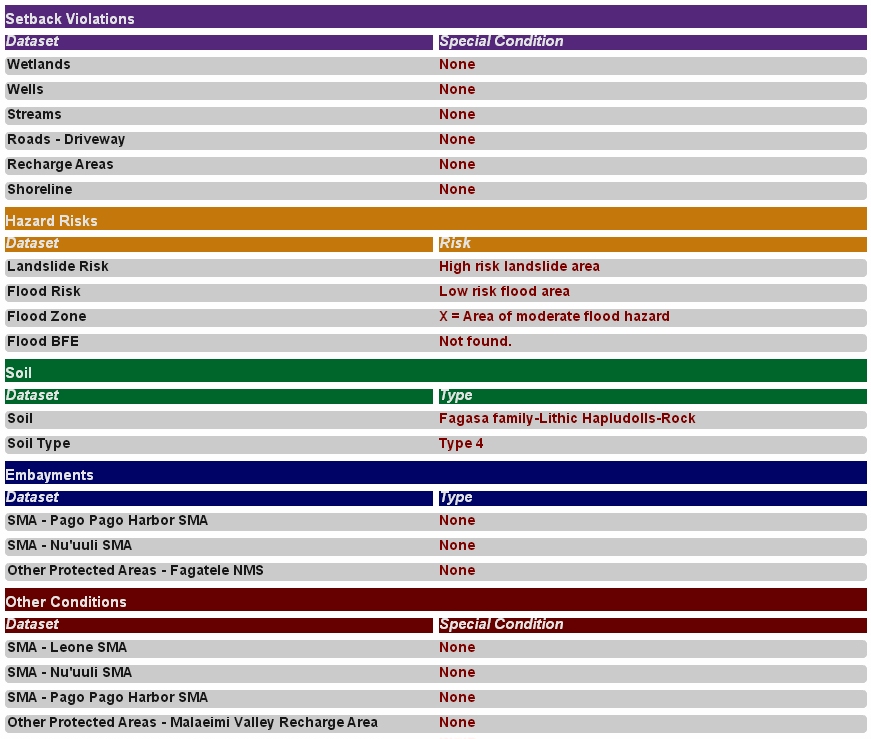 Setback Violations
Dataset Special Condition
Wetlands None
Wells None
Streams None
Roads - Driveway None
Recharge Areas None
Shoreline None
Hazard Risks
Dataset Risk
Landslide Risk High risk landslide area
Flood Risk Low risk flood area
Flood Zone X = Area of moderate flood hazard
Flood BFE Not found.
Soil
Dataset Type
Soil Fagasa family-Lithic Hapludolls-Rock
Soil Type Type 4
Embayments
Dataset Type
SMA - Pago Pago Harbor SMA None
SMA - Nu'uuli SMA None
Other Protected Areas - Fagatele NMS None
Other Conditions
Dataset Special Condition
SMA - Leone SMA None
SMA - Nu'uuli SMA None
SMA - Pago Pago Harbor SMA None
Other Protected Areas - Malaeimi Valley Recharge Area None